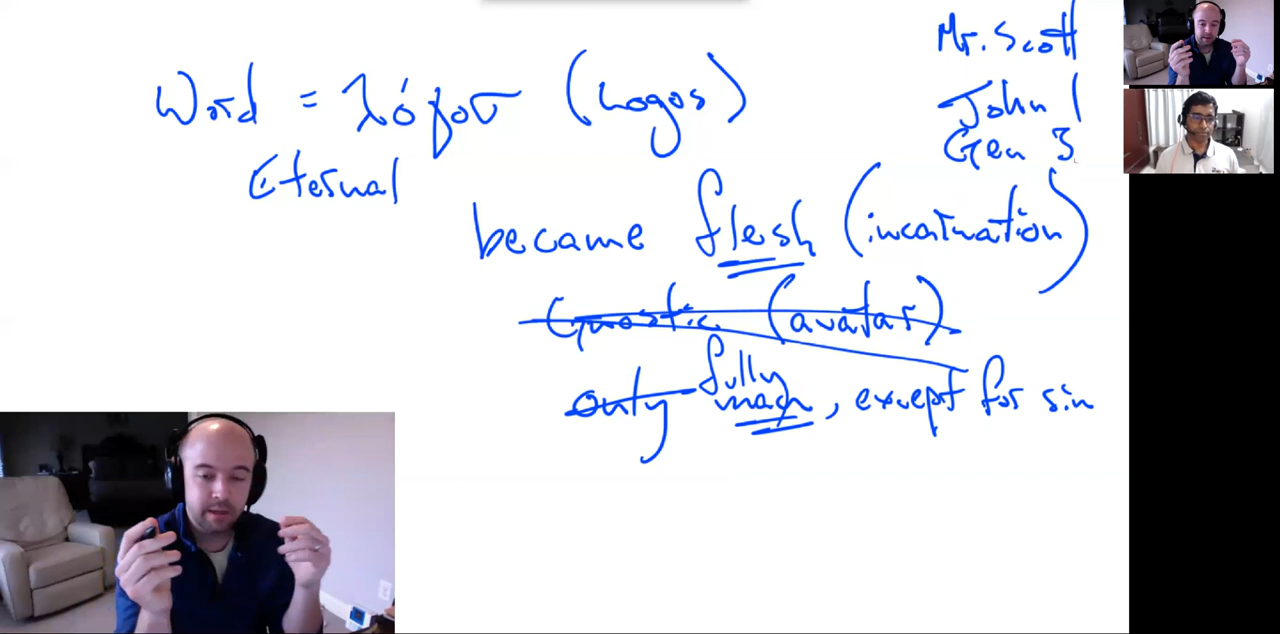 Mr. Scott
Word = λόγοσ (Logos)
John 1
Gen 3
Eternal
became flesh (incarnation)
Gnostic (avatar)
only fully man, except for sin